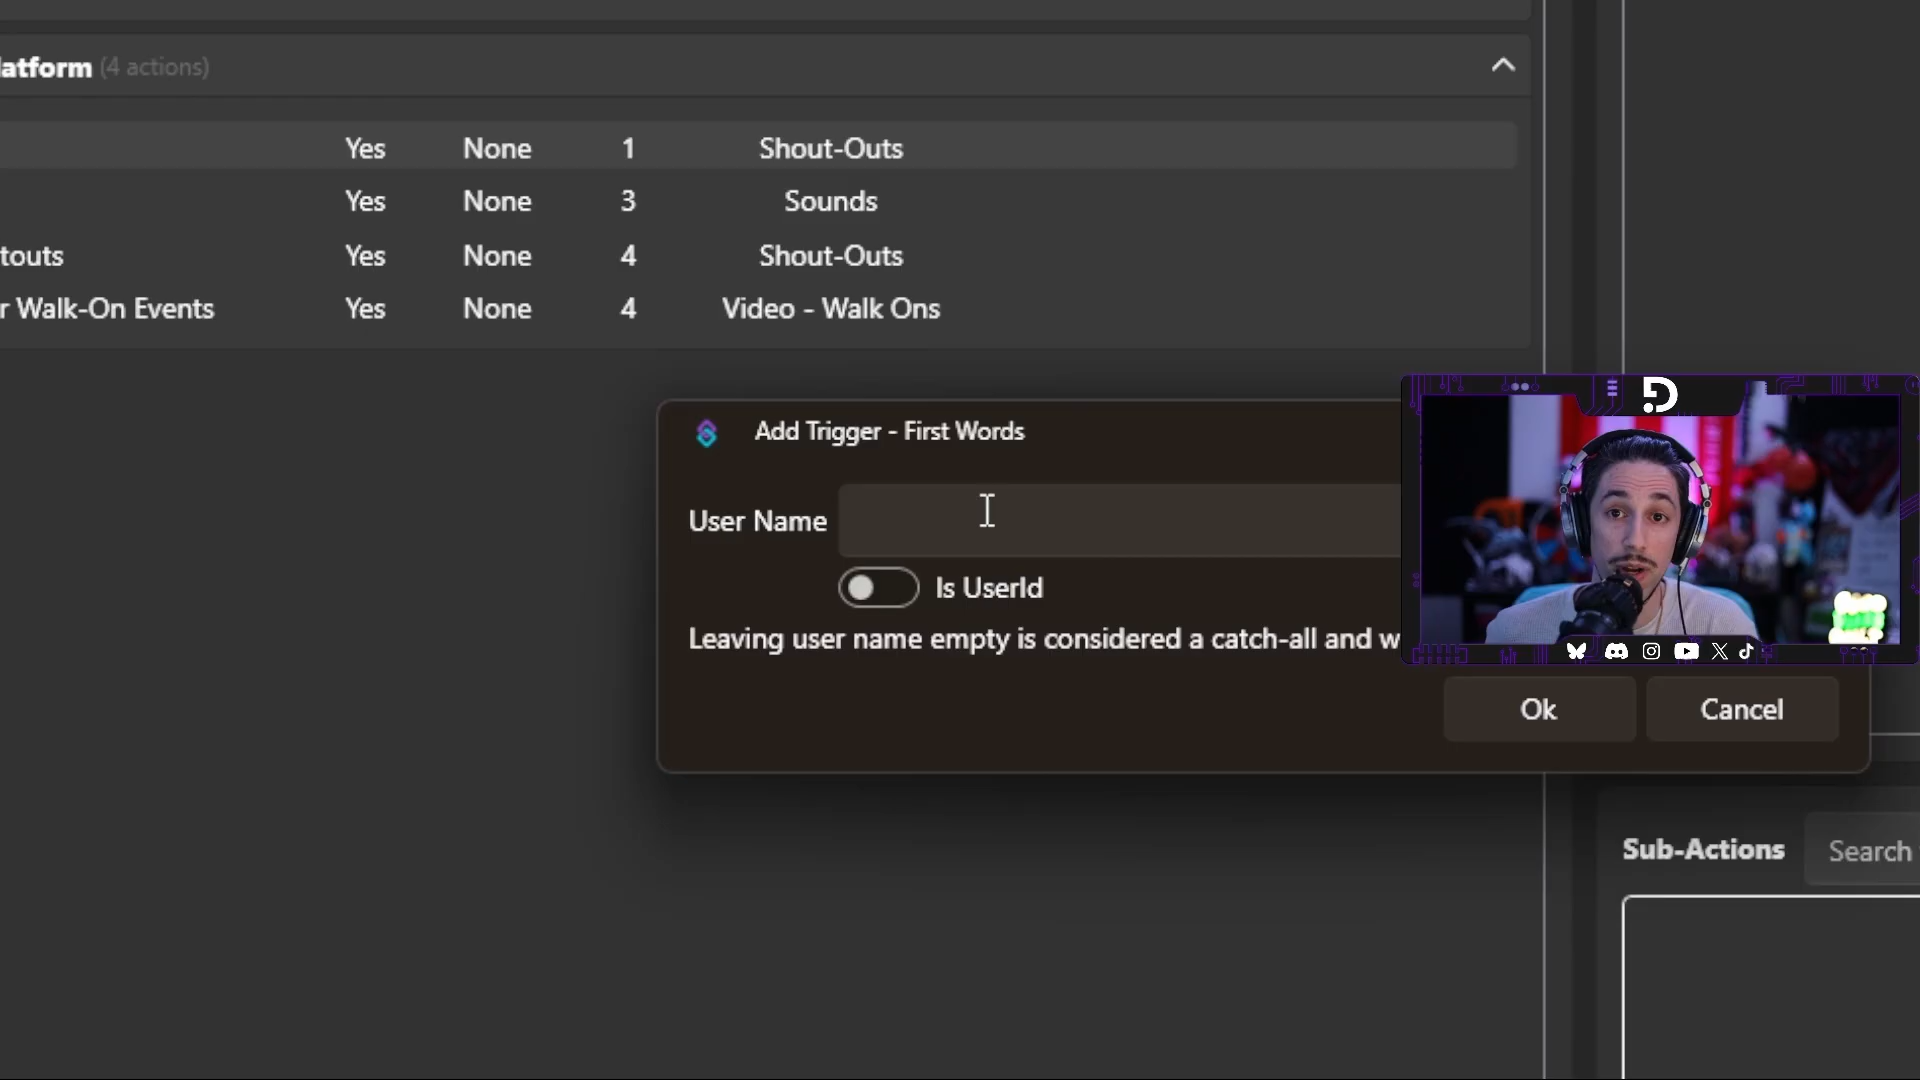 latform (4 actions)
Yes None 1 Shout-Outs
Yes None 3 Sounds
touts Yes None 4 Shout-Outs
r Walk-On Events Yes None 4 Video - Walk Ons
Add Trigger - First Words
User Name
Is UserId
Leaving user name empty is considered a catch-all and w
Ok Cancel
Sub-Actions Search